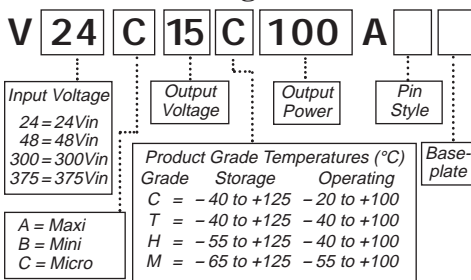 V 24 C 15 C 100 A
Input Voltage
24 = 24Vin
48 = 48Vin
300 = 300Vin
375 = 375Vin
Output
Voltage
Output
Power
Pin
Style
Base-
plate
A = Maxi
B = Mini
C = Micro
Product Grade Temperatures (°C)
Grade Storage Operating
C = – 40 to +125 – 20 to +100
T = – 40 to +125 – 40 to +100
H = – 55 to +125 – 40 to +100
M = – 65 to +125 – 55 to +100